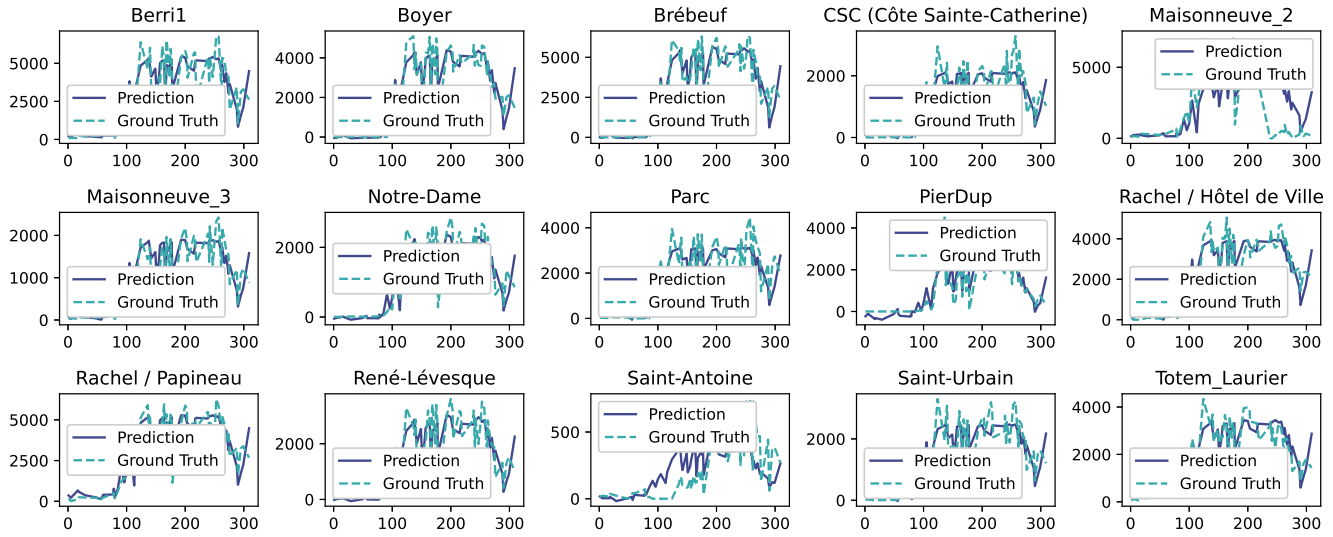 Berri1
Boyer
Brébeuf
CSC (Côte Sainte-Catherine)
Maisonneuve_2
5000
2500
0
Prediction
Ground Truth
0 100 200 300
4000
2000
0
Prediction
Ground Truth
0 100 200 300
5000
2500
0
Prediction
Ground Truth
0 100 200 300
2000
0
Prediction
Ground Truth
0 100 200 300
5000
0
Prediction
Ground Truth
0 100 200 300
Maisonneuve_3
Notre-Dame
Parc
PierDup
Rachel / Hôtel de Ville
2000
1000
0
Prediction
Ground Truth
0 100 200 300
2000
0
Prediction
Ground Truth
0 100 200 300
4000
2000
0
Prediction
Ground Truth
0 100 200 300
4000
2000
0
Prediction
Ground Truth
0 100 200 300
4000
2000
0
Prediction
Ground Truth
0 100 200 300
Rachel / Papineau
René-Lévesque
Saint-Antoine
Saint-Urbain
Totem_Laurier
5000
2500
0
Prediction
Ground Truth
0 100 200 300
2000
0
Prediction
Ground Truth
0 100 200 300
500
0
Prediction
Ground Truth
0 100 200 300
2000
0
Prediction
Ground Truth
0 100 200 300
4000
2000
0
Prediction
Ground Truth
0 100 200 300